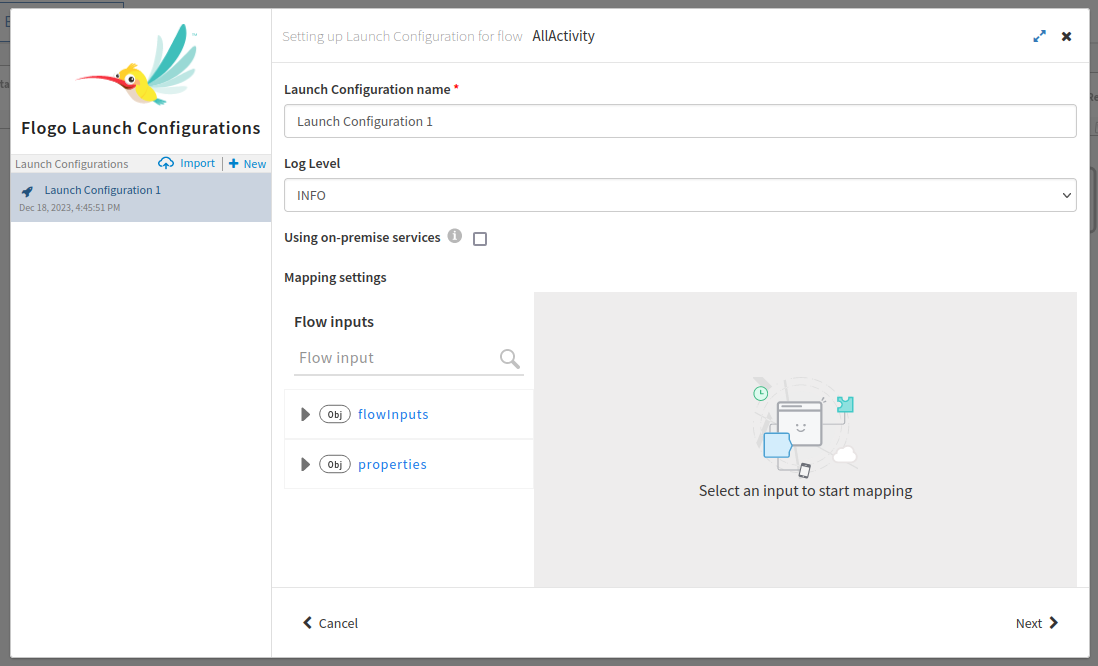 Setting up Launch Configuration for flow AllActivity
™
Flogo Launch Configurations
Launch Configurations Import | + New
Launch Configuration 1
Dec 18, 2023, 4:45:51 PM
Launch Configuration name *
Launch Configuration 1
Log Level
INFO
Using on-premise services i
Mapping settings
Flow inputs
Flow input
Obj flowInputs
Obj properties
Select an input to start mapping
Cancel
Next